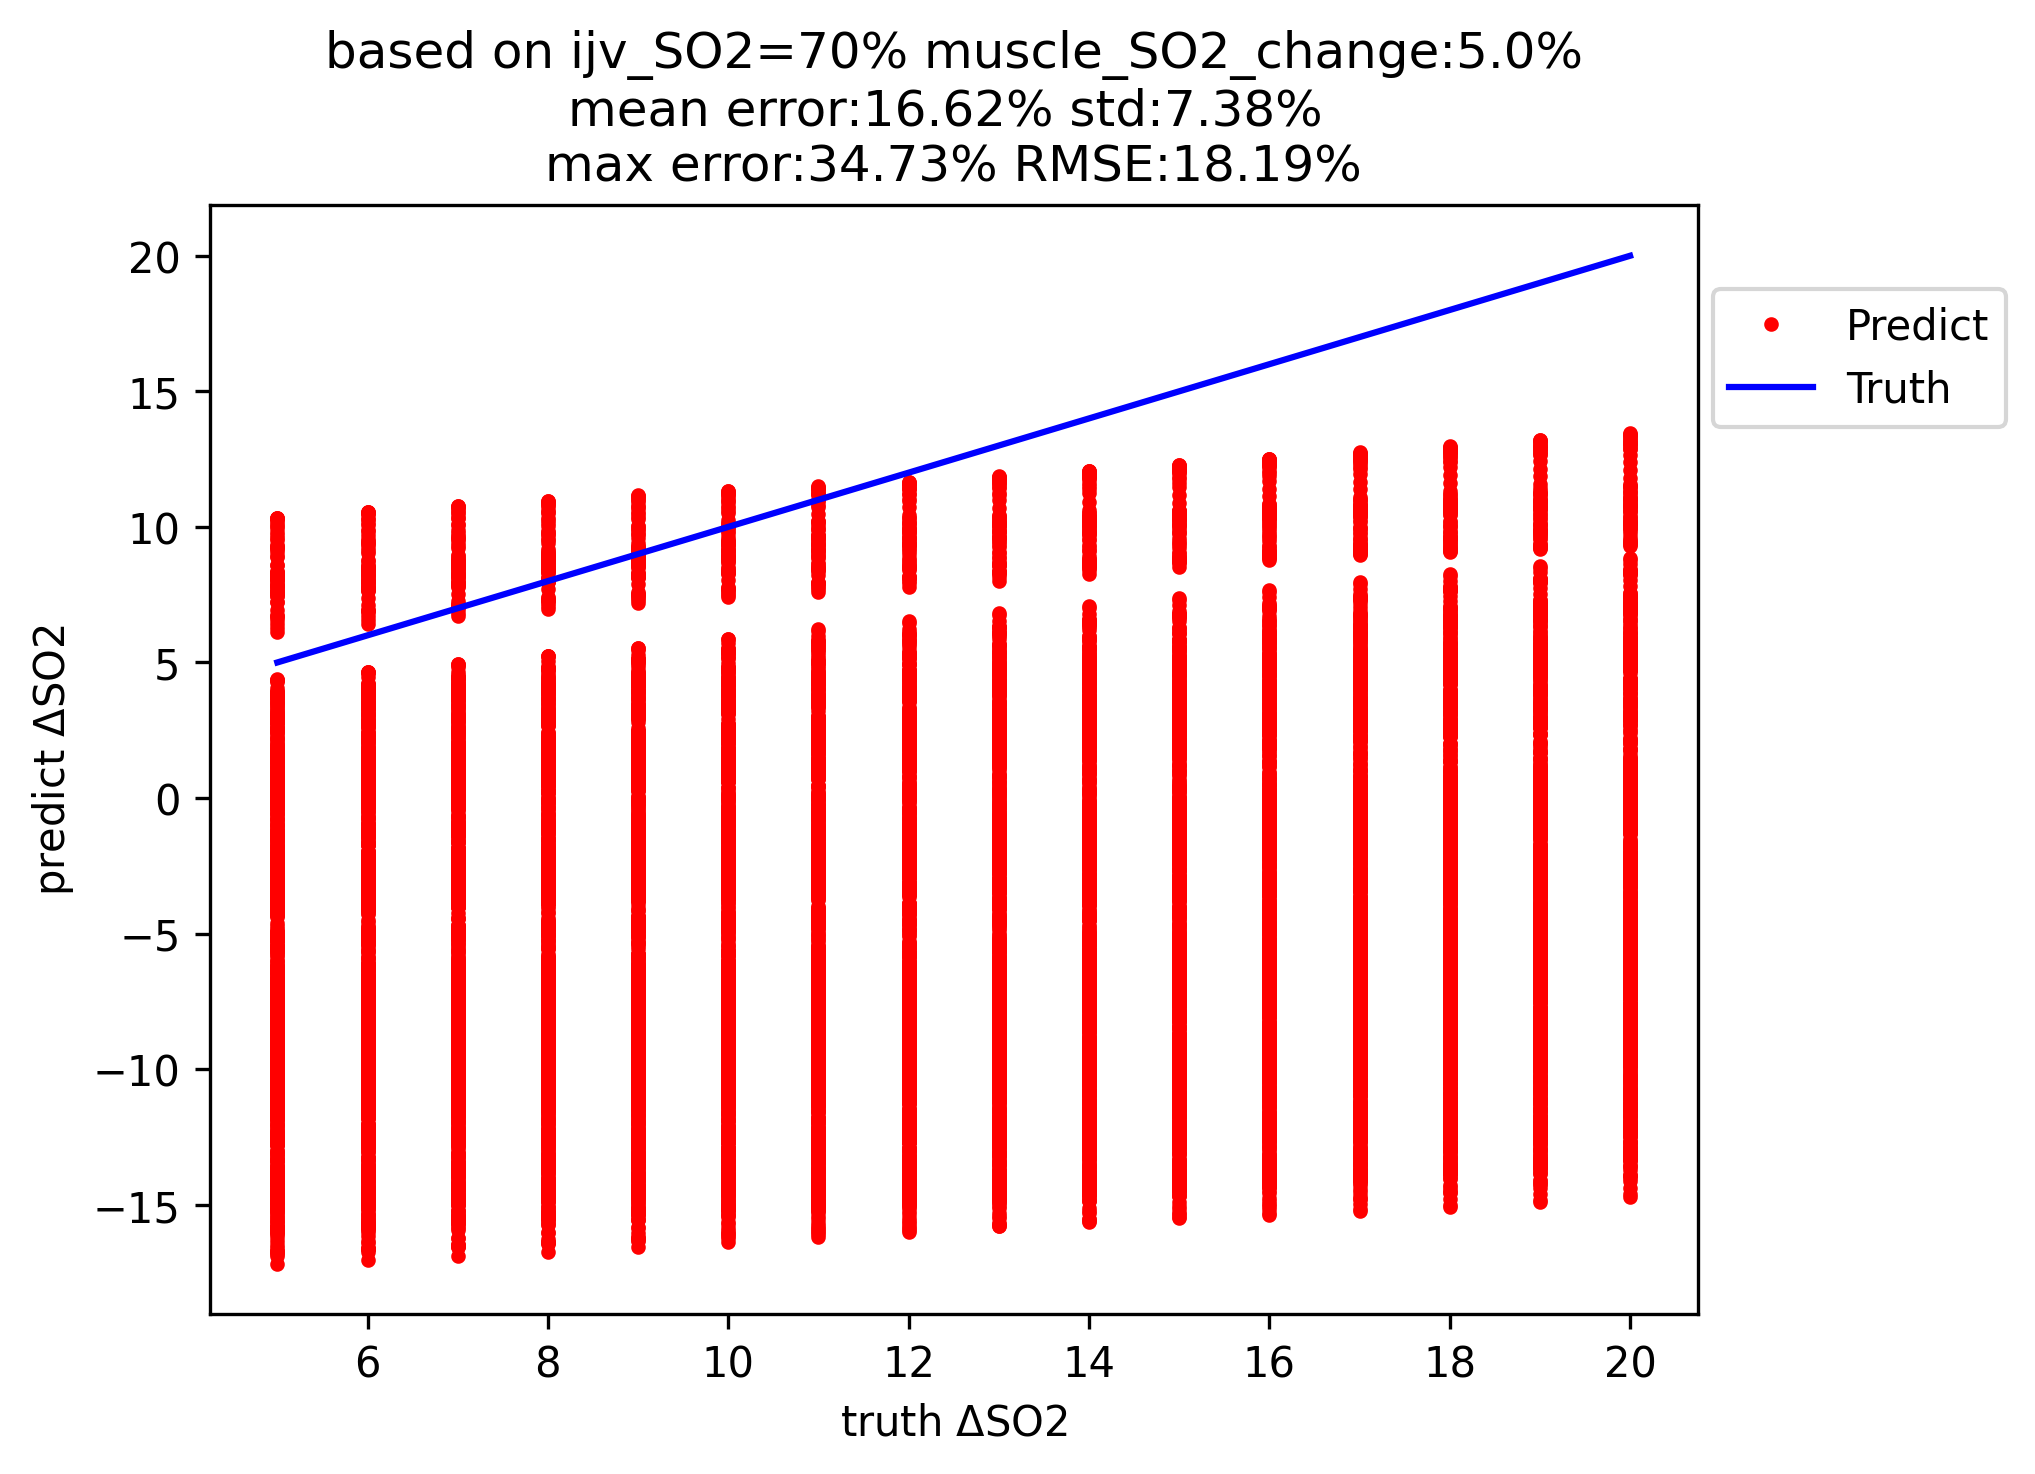 based on ijv_SO2=70% muscle_SO2_change:5.0%
mean error:16.62% std:7.38%
max error:34.73% RMSE:18.19%
20
15
10
5
0
−5
−10
−15
predict ΔSO2
Predict
Truth
6 8 10 12 14 16 18 20
truth ΔSO2